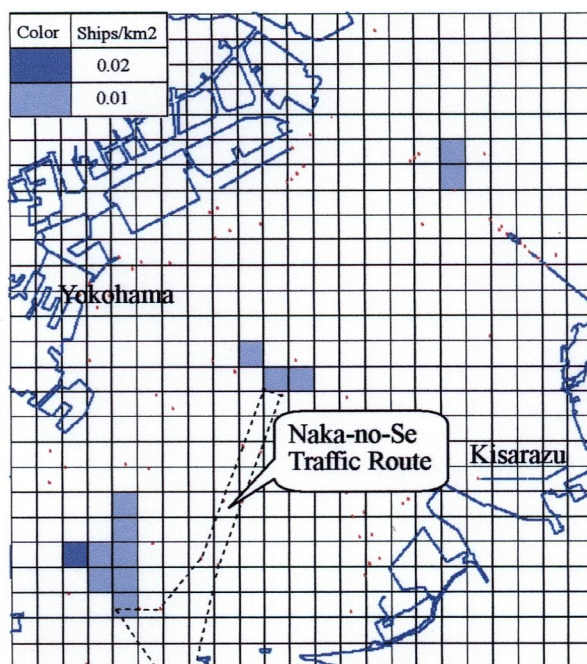 Color Ships/km2
0.02
0.01
Yokohama
Naka-no-Se
Traffic Route
Kisarazu